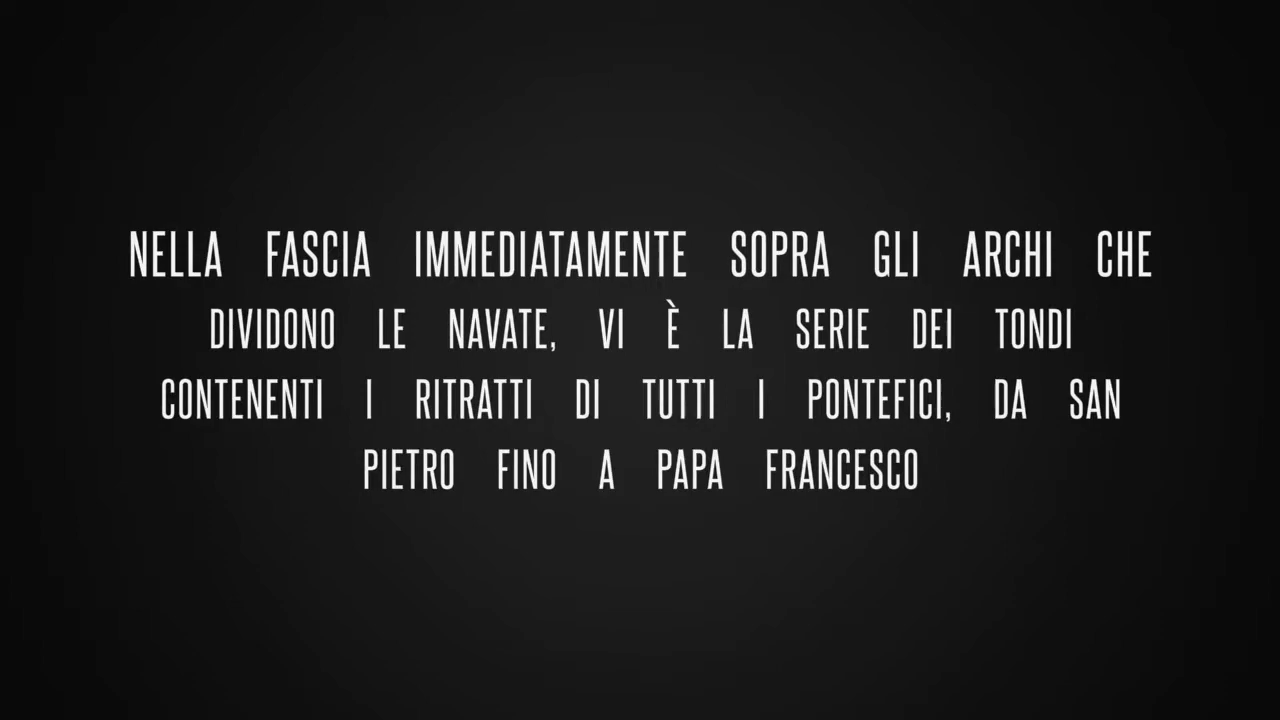 NELLA FASCIA IMMEDIATAMENTE SOPRA GLI ARCHI CHE
DIVIDONO LE NAVATE, VI È LA SERIE DEI TONDI
CONTENENTI I RITRATTI DI TUTTI I PONTEFICI, DA SAN
PIETRO FINO A PAPA FRANCESCO